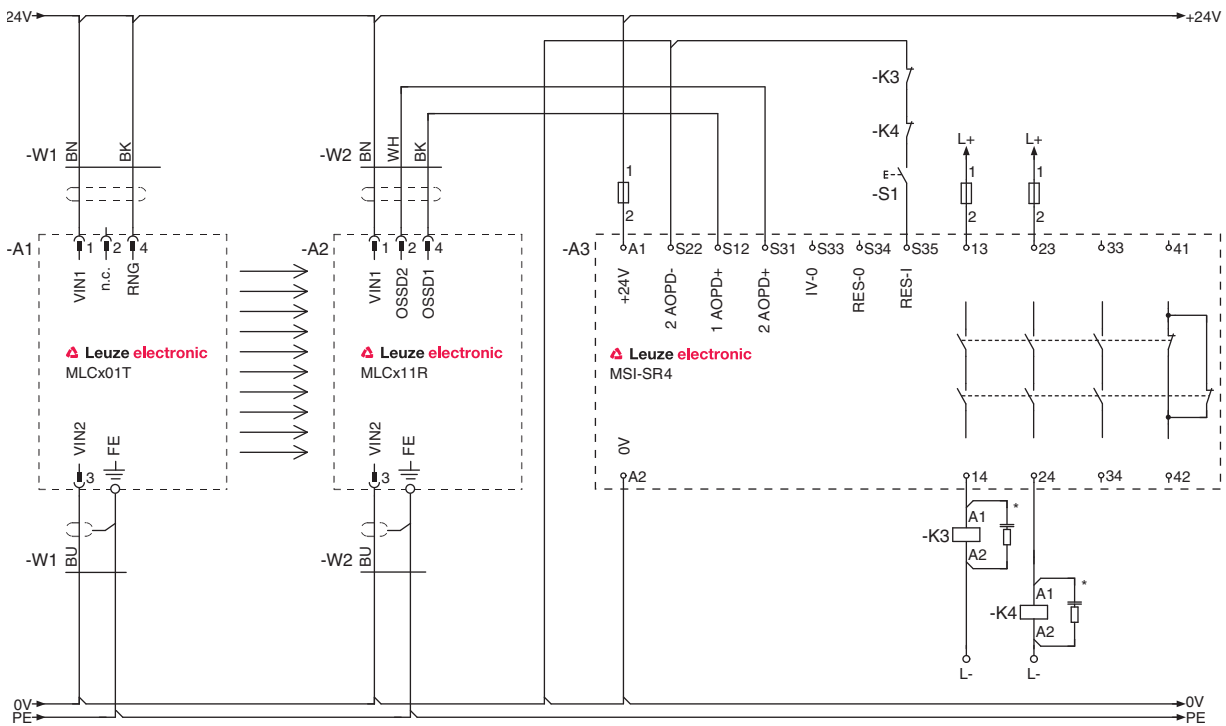 24V
+24V
-K3
-K4
E
-S1
L+
L+
1
2
1
2
1
2
-W1
BN
BK
-W2
BN
WH
BK
-A1
1
2
4
VIN1
n.c.
RNG
-A2
1
2
4
VIN1
OSSD2
OSSD1
-A3
A1
S22
S12
S31
S33
S34
S35
13
23
33
41
+24V
2 AOPD-
1 AOPD+
2 AOPD+
IV-0
RES-0
RES-I
Leuze electronic
MLCx01T
Leuze electronic
MLCx11R
Leuze electronic
MSI-SR4
VIN2
FE
3
VIN2
FE
3
0V
A2
14
24
34
42
-W1
BU
-W2
BU
-K3
A1
A2
*
-K4
A1
A2
*
L-
L-
0V
0V
PE
PE